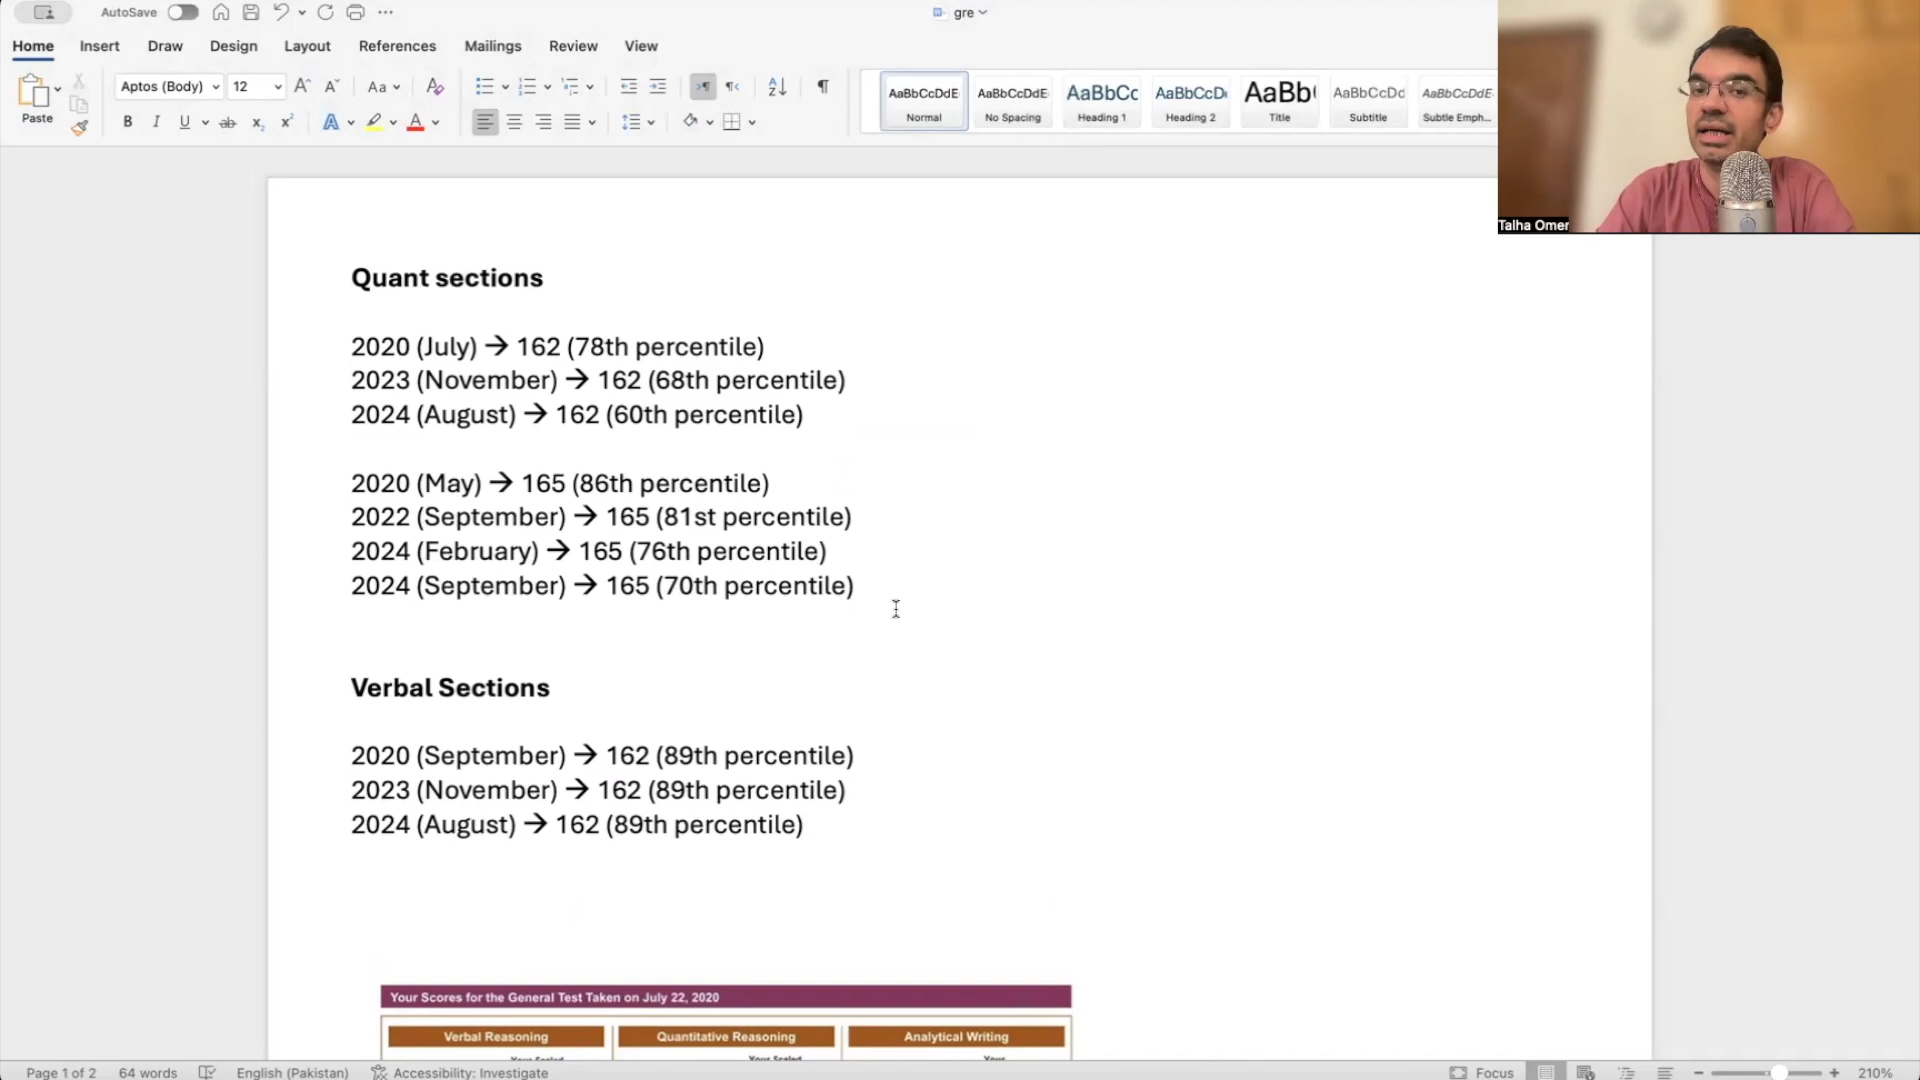 AutoSave
gre
Home Insert Draw Design Layout References Mailings Review View
Paste
Aptos (Body) 12
AaBbCcDdE Normal
AaBbCcDdE No Spacing
AaBbCc Heading 1
AaBbCcDc Heading 2
AaBb( Title
AaBbCcDd Subtitle
AaBbCcDdE Subtle Emph...
Talha Omer
Quant sections
2020 (July) → 162 (78th percentile)
2023 (November) → 162 (68th percentile)
2024 (August) → 162 (60th percentile)
2020 (May) → 165 (86th percentile)
2022 (September) → 165 (81st percentile)
2024 (February) → 165 (76th percentile)
2024 (September) → 165 (70th percentile)
Verbal Sections
2020 (September) → 162 (89th percentile)
2023 (November) → 162 (89th percentile)
2024 (August) → 162 (89th percentile)
Your Scores for the General Test Taken on July 22, 2020
Verbal Reasoning Quantitative Reasoning Analytical Writing
Your Scaled Your Scaled Your
Page 1 of 2 64 words English (Pakistan) Accessibility: Investigate Focus 210%